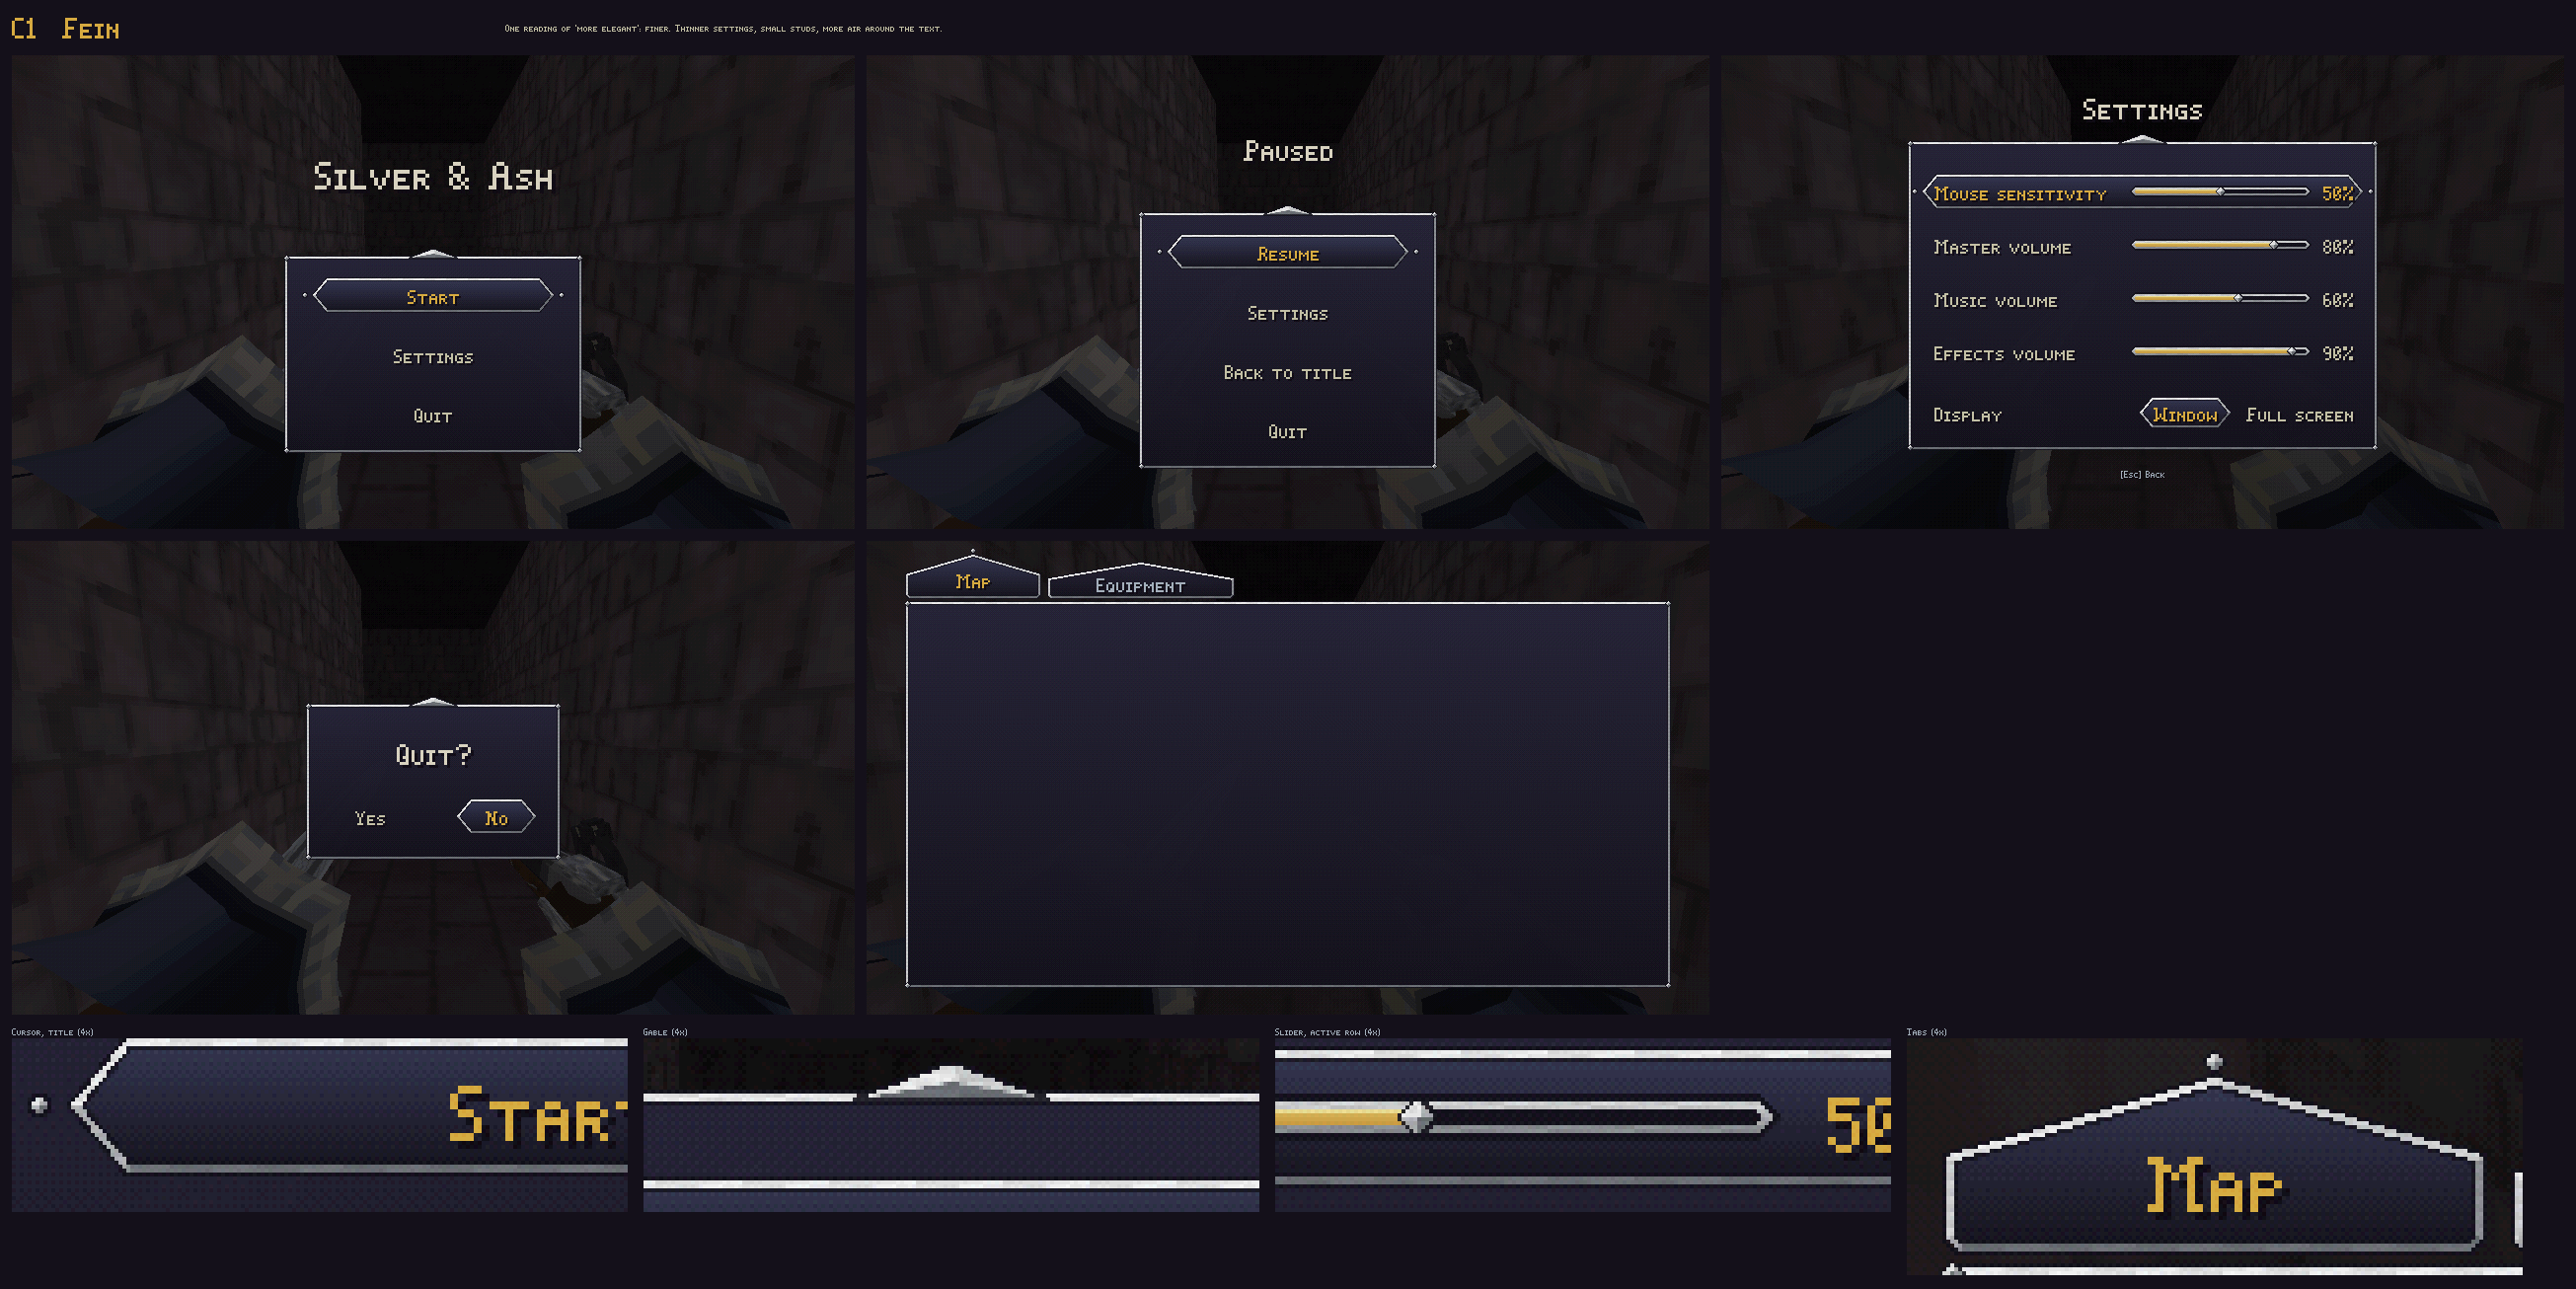 C1 Fein
One reading of 'more elegant': finer. Thinner settings, small studs, more air around the text.
Silver & Ash
Start
Settings
Quit
Paused
Resume
Settings
Back to title
Quit
Settings
Mouse sensitivity 50%
Master volume 80%
Music volume 60%
Effects volume 90%
Display Window Full screen
[Esc] Back
Quit?
Yes No
Map Equipment
Cursor, title (4x)
Start
Gable (4x)
Slider, active row (4x)
50
Tabs (4x)
Map